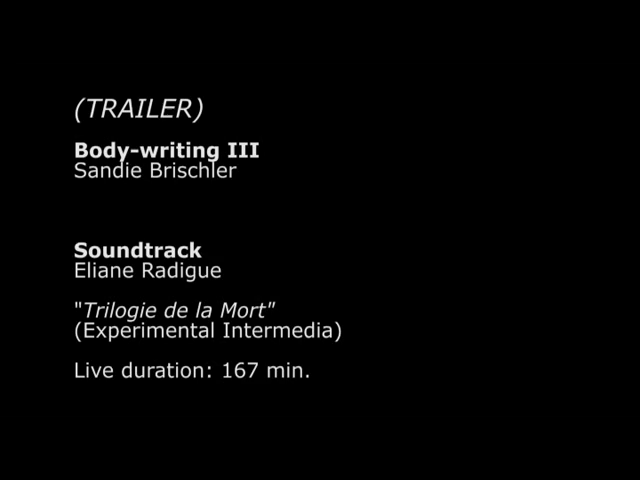 (TRAILER)
Body-writing III
Sandie Brischler
Soundtrack
Eliane Radigue
"Trilogie de la Mort"
(Experimental Intermedia)
Live duration: 167 min.